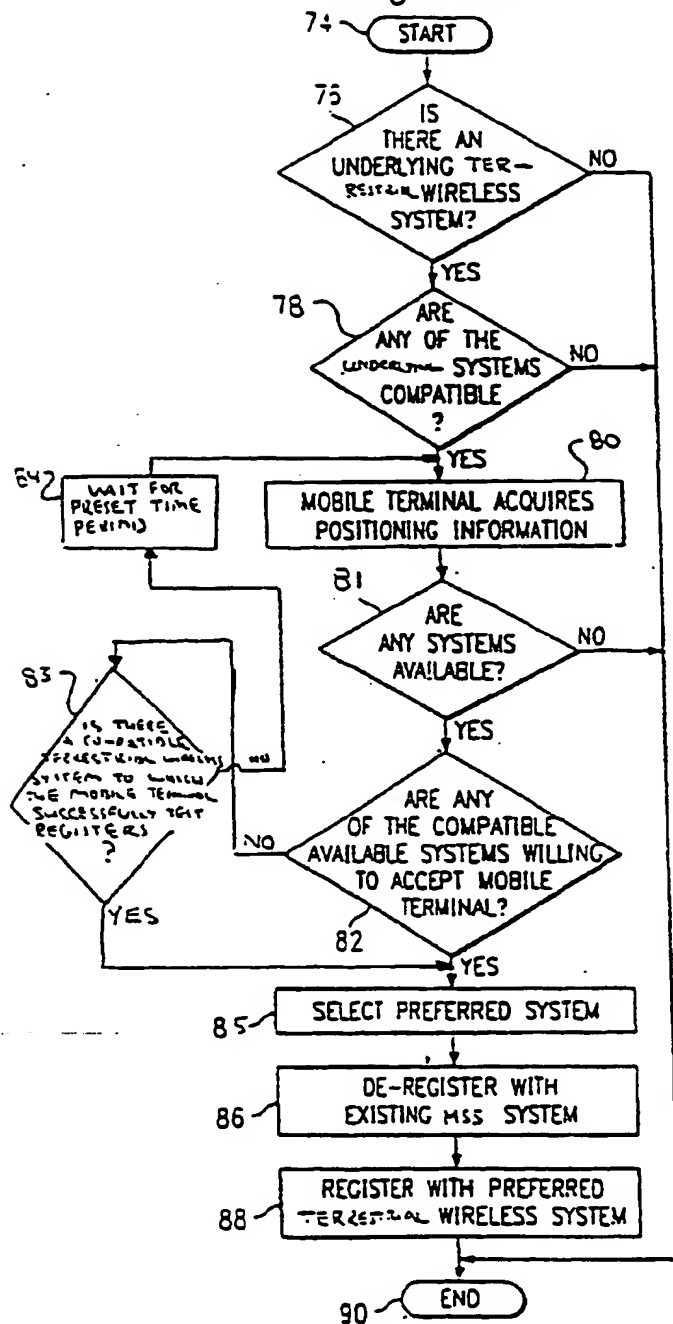 74
START
76
IS
THERE AN
UNDERLYING TER-
RESTRIAL WIRELESS
SYSTEM?
NO
YES
78
ARE
ANY OF THE
UNDERLYING SYSTEMS
COMPATIBLE
?
NO
YES
84
WAIT FOR
PRESET TIME
PERIOD
80
MOBILE TERMINAL ACQUIRES
POSITIONING INFORMATION
81
ARE
ANY SYSTEMS
AVAILABLE?
NO
YES
83
IS THERE
A COMPATIBLE
TERRESTRIAL WIRELESS
SYSTEM TO WHICH
THE MOBILE TERMINAL
SUCCESSFULLY TEST
REGISTERS
?
NO
YES
ARE ANY
OF THE COMPATIBLE
AVAILABLE SYSTEMS WILLING
TO ACCEPT MOBILE
TERMINAL?
NO
82
YES
85
SELECT PREFERRED SYSTEM
86
DE-REGISTER WITH
EXISTING MSS SYSTEM
88
REGISTER WITH PREFERRED
TERRESTRIAL WIRELESS SYSTEM
90
END